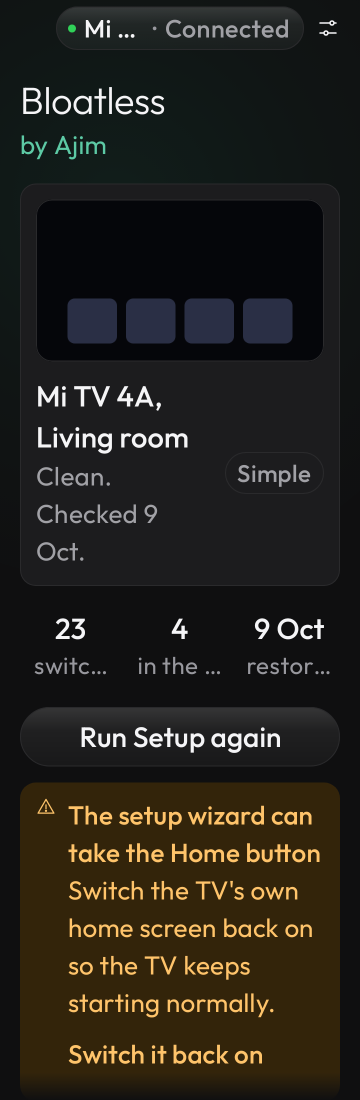 Mi ... · Connected
Bloatless
by Ajim
Mi TV 4A,
Living room
Clean.
Checked 9
Oct.
Simple
23
switc...
4
in the ...
9 Oct
restor...
Run Setup again
The setup wizard can
take the Home button
Switch the TV's own
home screen back on
so the TV keeps
starting normally.
Switch it back on